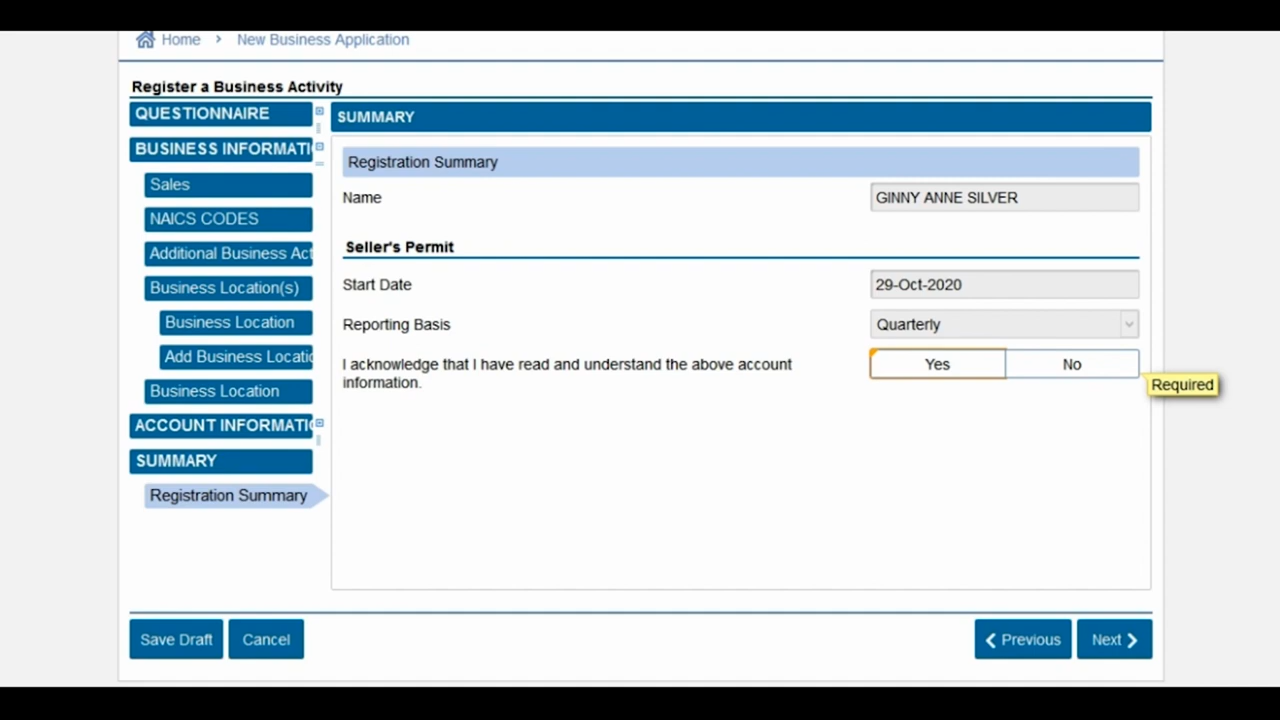 Home > New Business Application
Register a Business Activity
QUESTIONNAIRE
BUSINESS INFORMATI
Sales
NAICS CODES
Additional Business Act
Business Location(s)
Business Location
Add Business Locatio
Business Location
ACCOUNT INFORMATIO
SUMMARY
Registration Summary
SUMMARY
Registration Summary
Name GINNY ANNE SILVER
Seller's Permit
Start Date 29-Oct-2020
Reporting Basis Quarterly
I acknowledge that I have read and understand the above account
information.
Yes No
Required
Save Draft Cancel Previous Next